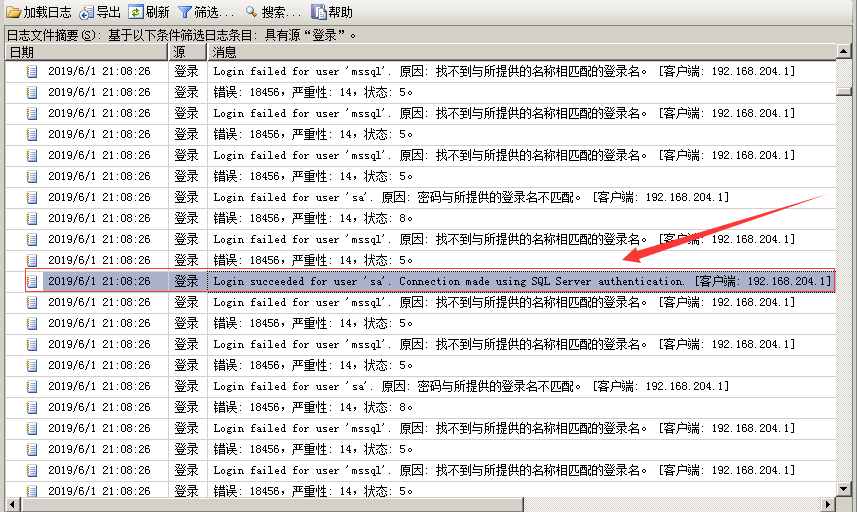 加载日志 导出 刷新 筛选... 搜索... 帮助
日志文件摘要(S): 基于以下条件筛选日志条目: 具有源“登录”。
日期 源 消息
2019/6/1 21:08:26 登录 Login failed for user 'mssql'. 原因: 找不到与所提供的名称相匹配的登录名。 [客户端: 192.168.204.1]
2019/6/1 21:08:26 登录 错误: 18456，严重性: 14，状态: 5。
2019/6/1 21:08:26 登录 Login failed for user 'mssql'. 原因: 找不到与所提供的名称相匹配的登录名。 [客户端: 192.168.204.1]
2019/6/1 21:08:26 登录 错误: 18456，严重性: 14，状态: 5。
2019/6/1 21:08:26 登录 Login failed for user 'mssql'. 原因: 找不到与所提供的名称相匹配的登录名。 [客户端: 192.168.204.1]
2019/6/1 21:08:26 登录 错误: 18456，严重性: 14，状态: 5。
2019/6/1 21:08:26 登录 Login failed for user 'sa'. 原因: 密码与所提供的登录名不匹配。 [客户端: 192.168.204.1]
2019/6/1 21:08:26 登录 错误: 18456，严重性: 14，状态: 8。
2019/6/1 21:08:26 登录 Login failed for user 'mssql'. 原因: 找不到与所提供的名称相匹配的登录名。 [客户端: 192.168.204.1]
2019/6/1 21:08:26 登录 错误: 18456，严重性: 14，状态: 5。
2019/6/1 21:08:26 登录 Login succeeded for user 'sa'. Connection made using SQL Server authentication. [客户端: 192.168.204.1]
2019/6/1 21:08:26 登录 Login failed for user 'mssql'. 原因: 找不到与所提供的名称相匹配的登录名。 [客户端: 192.168.204.1]
2019/6/1 21:08:26 登录 错误: 18456，严重性: 14，状态: 5。
2019/6/1 21:08:26 登录 Login failed for user 'mssql'. 原因: 找不到与所提供的名称相匹配的登录名。 [客户端: 192.168.204.1]
2019/6/1 21:08:26 登录 错误: 18456，严重性: 14，状态: 5。
2019/6/1 21:08:26 登录 Login failed for user 'sa'. 原因: 密码与所提供的登录名不匹配。 [客户端: 192.168.204.1]
2019/6/1 21:08:26 登录 错误: 18456，严重性: 14，状态: 8。
2019/6/1 21:08:26 登录 Login failed for user 'mssql'. 原因: 找不到与所提供的名称相匹配的登录名。 [客户端: 192.168.204.1]
2019/6/1 21:08:26 登录 错误: 18456，严重性: 14，状态: 5。
2019/6/1 21:08:26 登录 Login failed for user 'mssql'. 原因: 找不到与所提供的名称相匹配的登录名。 [客户端: 192.168.204.1]
2019/6/1 21:08:26 登录 错误: 18456，严重性: 14，状态: 5。